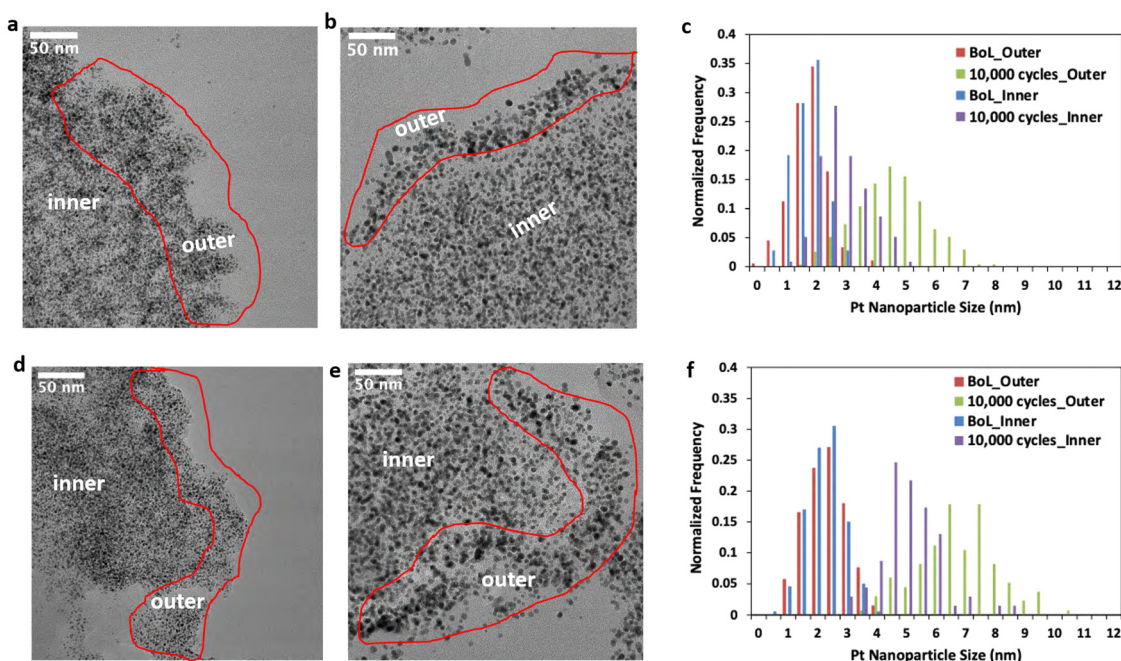 a
50 nm
inner
outer
b
50 nm
outer
inner
c
Normalized Frequency
0.4
0.35
0.3
0.25
0.2
0.15
0.1
0.05
0
BoL_Outer
10,000 cycles_Outer
BoL_Inner
10,000 cycles_Inner
0 1 2 3 4 5 6 7 8 9 10 11 12
Pt Nanoparticle Size (nm)
d
50 nm
inner
outer
e
50 nm
inner
outer
f
Normalized Frequency
0.4
0.35
0.3
0.25
0.2
0.15
0.1
0.05
0
BoL_Outer
10,000 cycles_Outer
BoL_Inner
10,000 cycles_Inner
0 1 2 3 4 5 6 7 8 9 10 11 12
Pt Nanoparticle Size (nm)